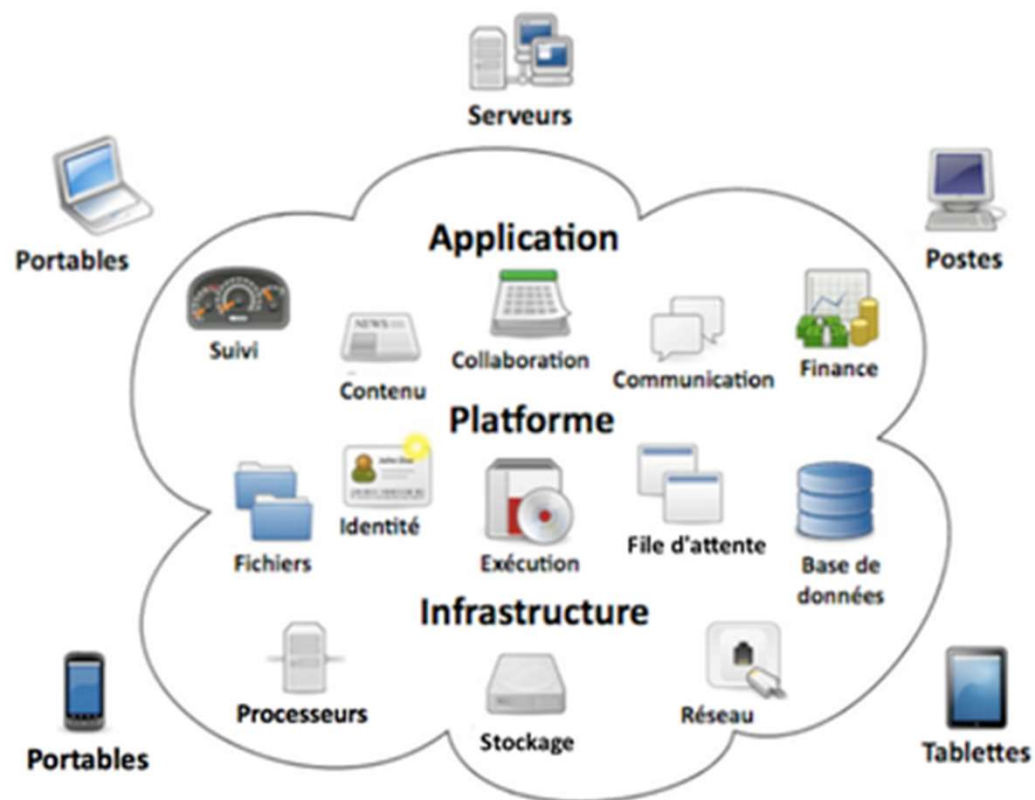 Serveurs
Portables
Postes
Application
Suivi
NEWS
Contenu
Collaboration
Communication
Finance
Platforme
Fichiers
Identité
Exécution
File d'attente
Base de
données
Infrastructure
Processeurs
Stockage
Réseau
Portables
Tablettes